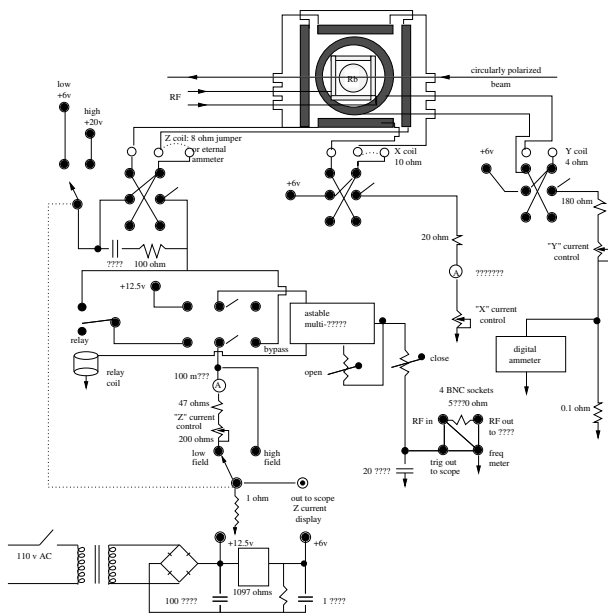 low
+6v
high
+20v
Rb
RF
circularly polarized
beam
Z coil: 8 ohm jumper
or eternal
ammeter
X coil
10 ohm
Y coil
4 ohm
+6v
+6v
180 ohm
20 ohm
"Y" current
control
????
100 ohm
A
???????
+12.5v
"X" current
control
astable
multi-?????
relay
bypass
digital
ammeter
relay
coil
open
close
100 m???
A
4 BNC sockets
5???0 ohm
47 ohms
"Z" current
control
200 ohms
RF in
RF out
to ????
0.1 ohm
low
field
high
field
trig out
to scope
freq
meter
20 ????
1 ohm
out to scope
Z current
display
+12.5v
+6v
110 v AC
1097 ohms
100 ????
1 ????